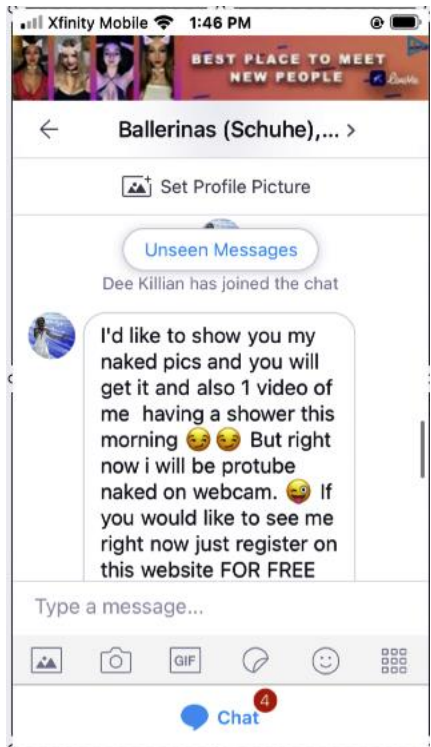 Xfinity Mobile 1:46 PM
BEST PLACE TO MEET
NEW PEOPLE
LivMe
Ballerinas (Schuhe),... >
Set Profile Picture
Unseen Messages
Dee Killian has joined the chat
I'd like to show you my
naked pics and you will
get it and also 1 video of
me having a shower this
morning 😏😏 But right
now i will be protube
naked on webcam. 😜 If
you would like to see me
right now just register on
this website FOR FREE
Type a message...
GIF
4
Chat